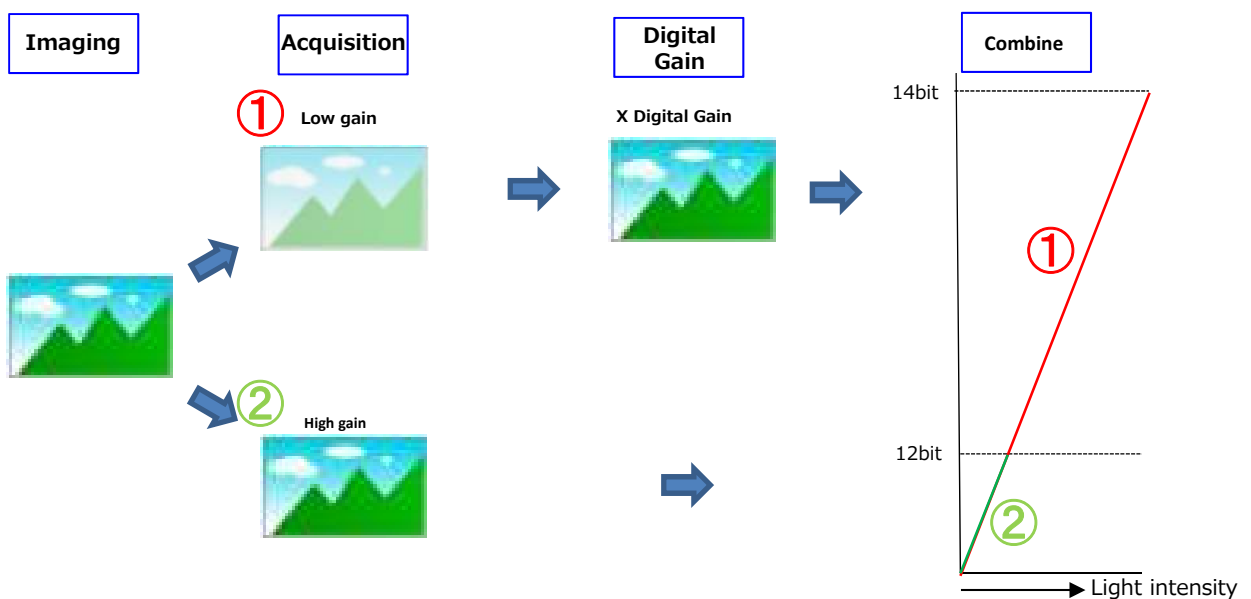 Imaging
Acquisition
Digital
Gain
Combine
① Low gain
X Digital Gain
14bit
①
② High gain
12bit
②
Light intensity